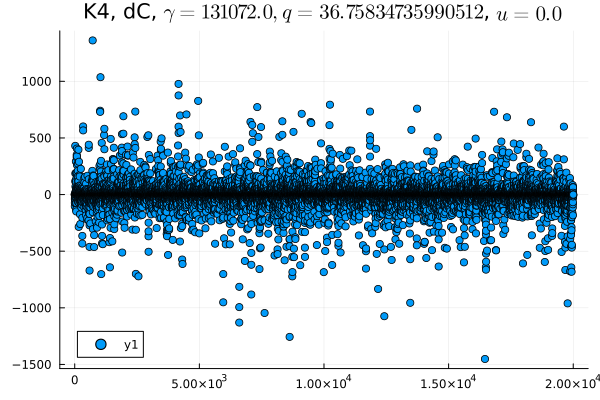 K4, dC, γ = 131072.0, q = 36.75834735990512, u = 0.0
1000
500
0
−500
−1000
−1500
y1
0 5.00×10³ 1.00×10⁴ 1.50×10⁴ 2.00×10⁴